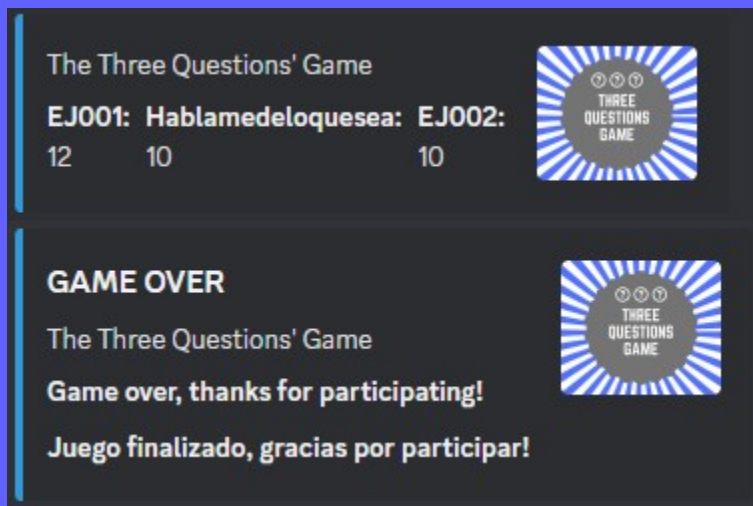 The Three Questions' Game
EJ001: Hablamedeloquesea: EJ002:
12 10 10
??? 
THREE
QUESTIONS
GAME
GAME OVER
The Three Questions' Game
Game over, thanks for participating!
Juego finalizado, gracias por participar!
???
THREE
QUESTIONS
GAME